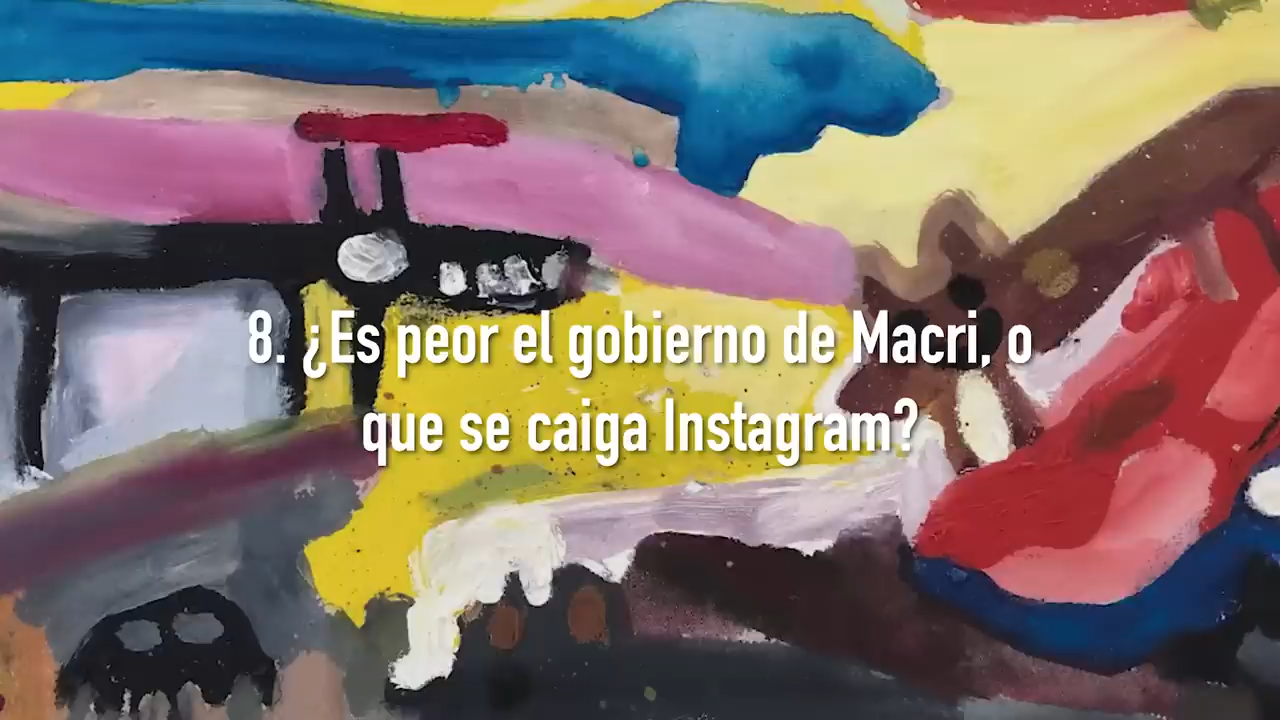 8. ¿Es peor el gobierno de Macri, o
que se caiga Instagram?